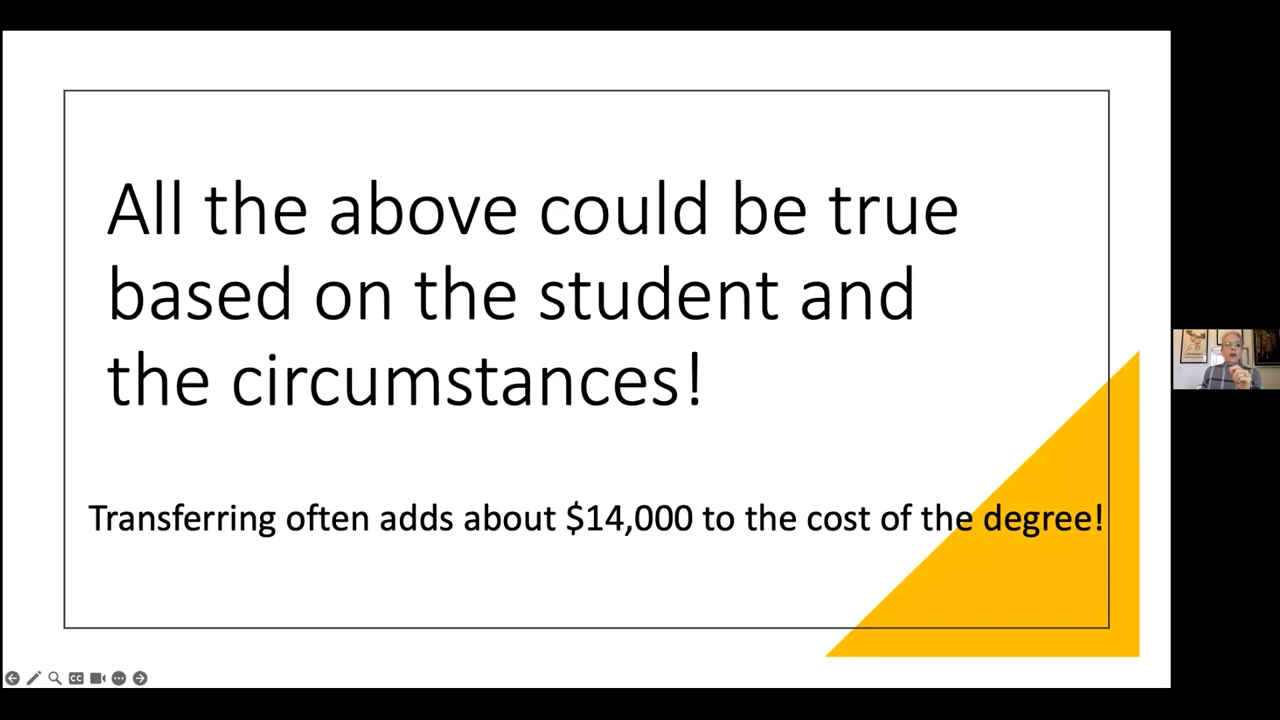 All the above could be true
based on the student and
the circumstances!
Transferring often adds about $14,000 to the cost of the degree!
CC